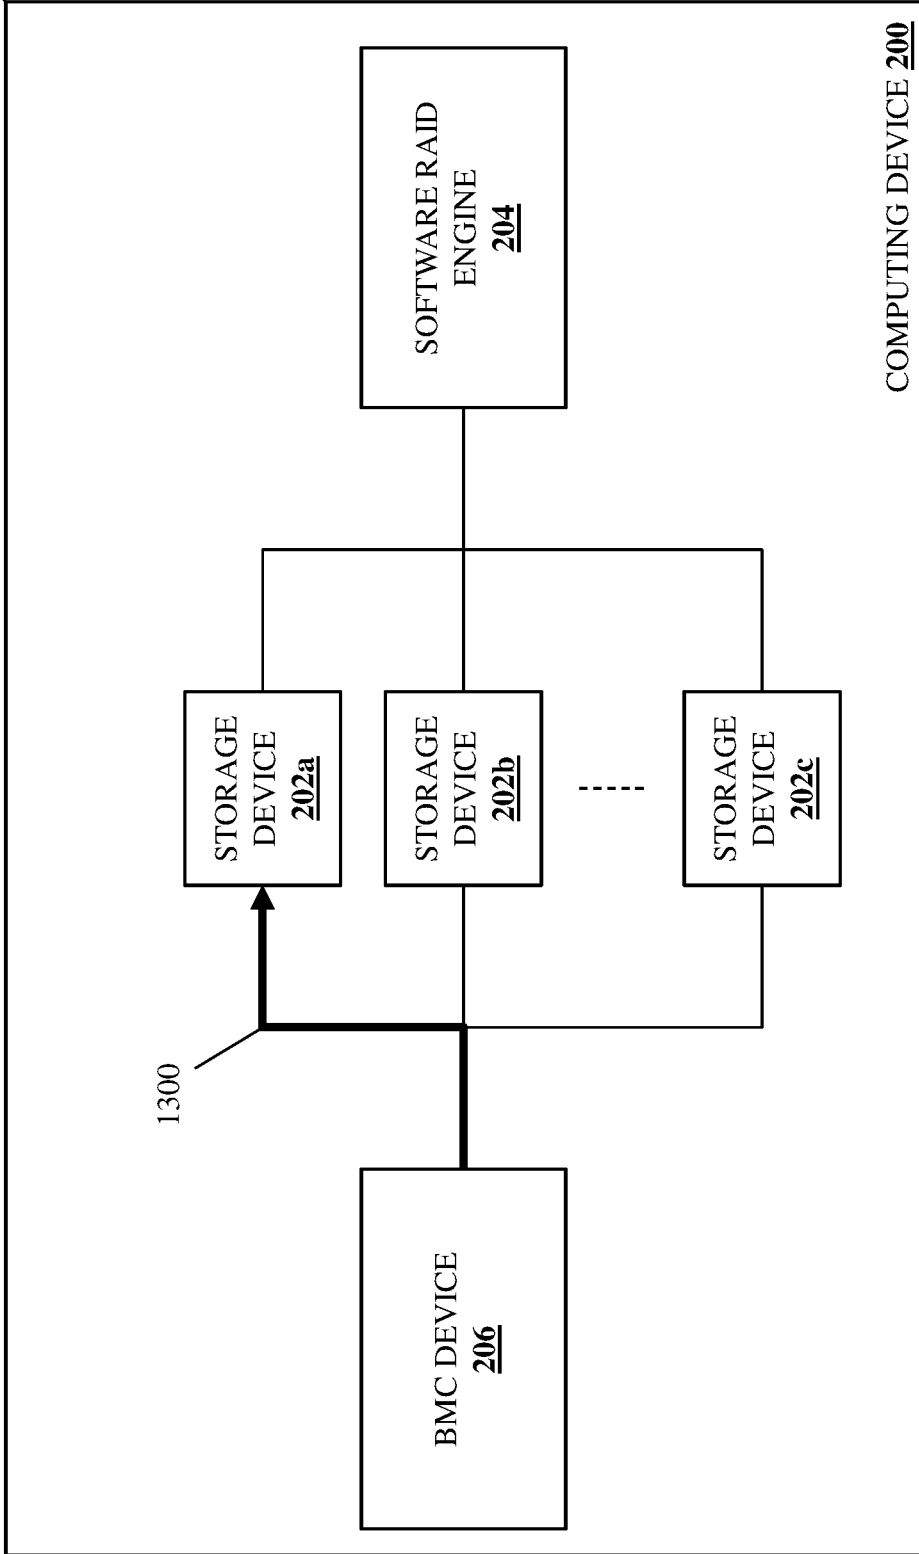 BMC DEVICE
206
1300
STORAGE
DEVICE
202a
STORAGE
DEVICE
202b
STORAGE
DEVICE
202c
SOFTWARE RAID
ENGINE
204
COMPUTING DEVICE 200